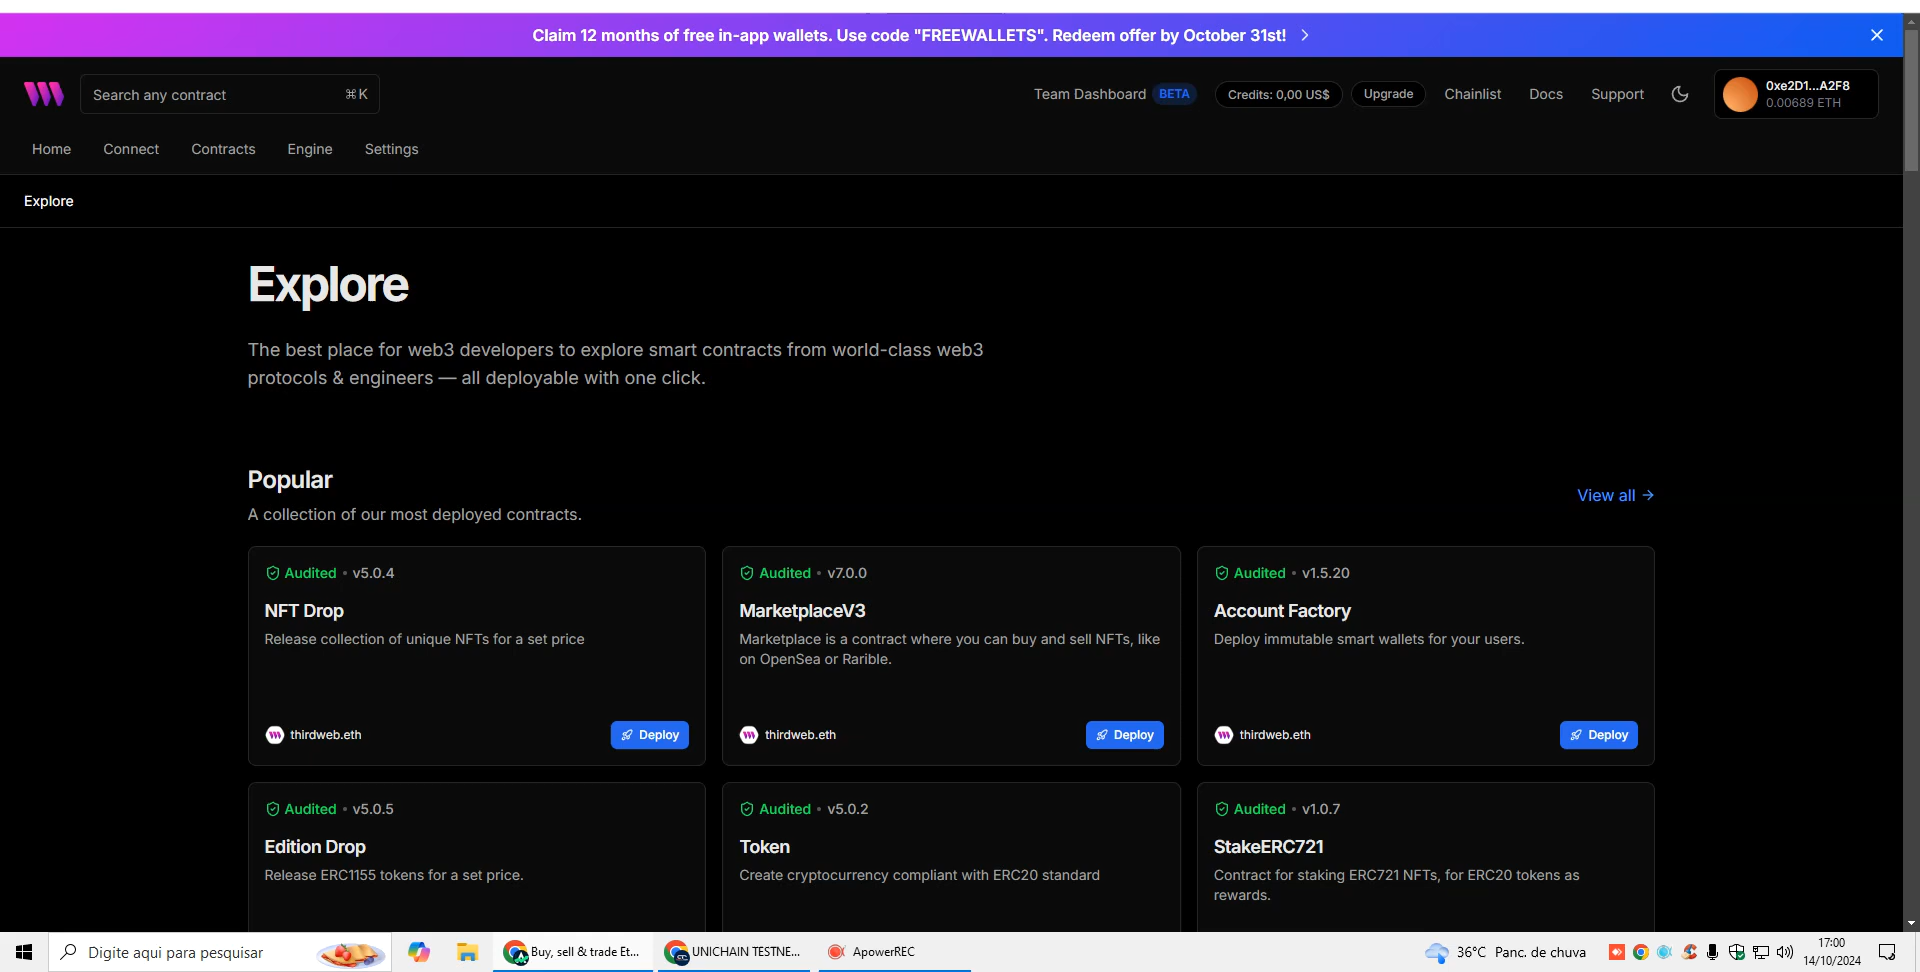 Claim 12 months of free in-app wallets. Use code "FREEWALLETS". Redeem offer by October 31st!
Search any contract
⌘K
Team Dashboard BETA
Credits: 0,00 US$
Upgrade
Chainlist
Docs
Support
0xe2D1...A2F8
0.00689 ETH
Home
Connect
Contracts
Engine
Settings
Explore
Explore
The best place for web3 developers to explore smart contracts from world-class web3
protocols & engineers — all deployable with one click.
Popular
A collection of our most deployed contracts.
View all →
Audited • v5.0.4
NFT Drop
Release collection of unique NFTs for a set price
thirdweb.eth
Deploy
Audited • v7.0.0
MarketplaceV3
Marketplace is a contract where you can buy and sell NFTs, like
on OpenSea or Rarible.
thirdweb.eth
Deploy
Audited • v1.5.20
Account Factory
Deploy immutable smart wallets for your users.
thirdweb.eth
Deploy
Audited • v5.0.5
Edition Drop
Release ERC1155 tokens for a set price.
Audited • v5.0.2
Token
Create cryptocurrency compliant with ERC20 standard
Audited • v1.0.7
StakeERC721
Contract for staking ERC721 NFTs, for ERC20 tokens as
rewards.
Digite aqui para pesquisar
Buy, sell & trade Et...
UNICHAIN TESTNE...
ApowerREC
36°C Panc. de chuva
17:00
14/10/2024